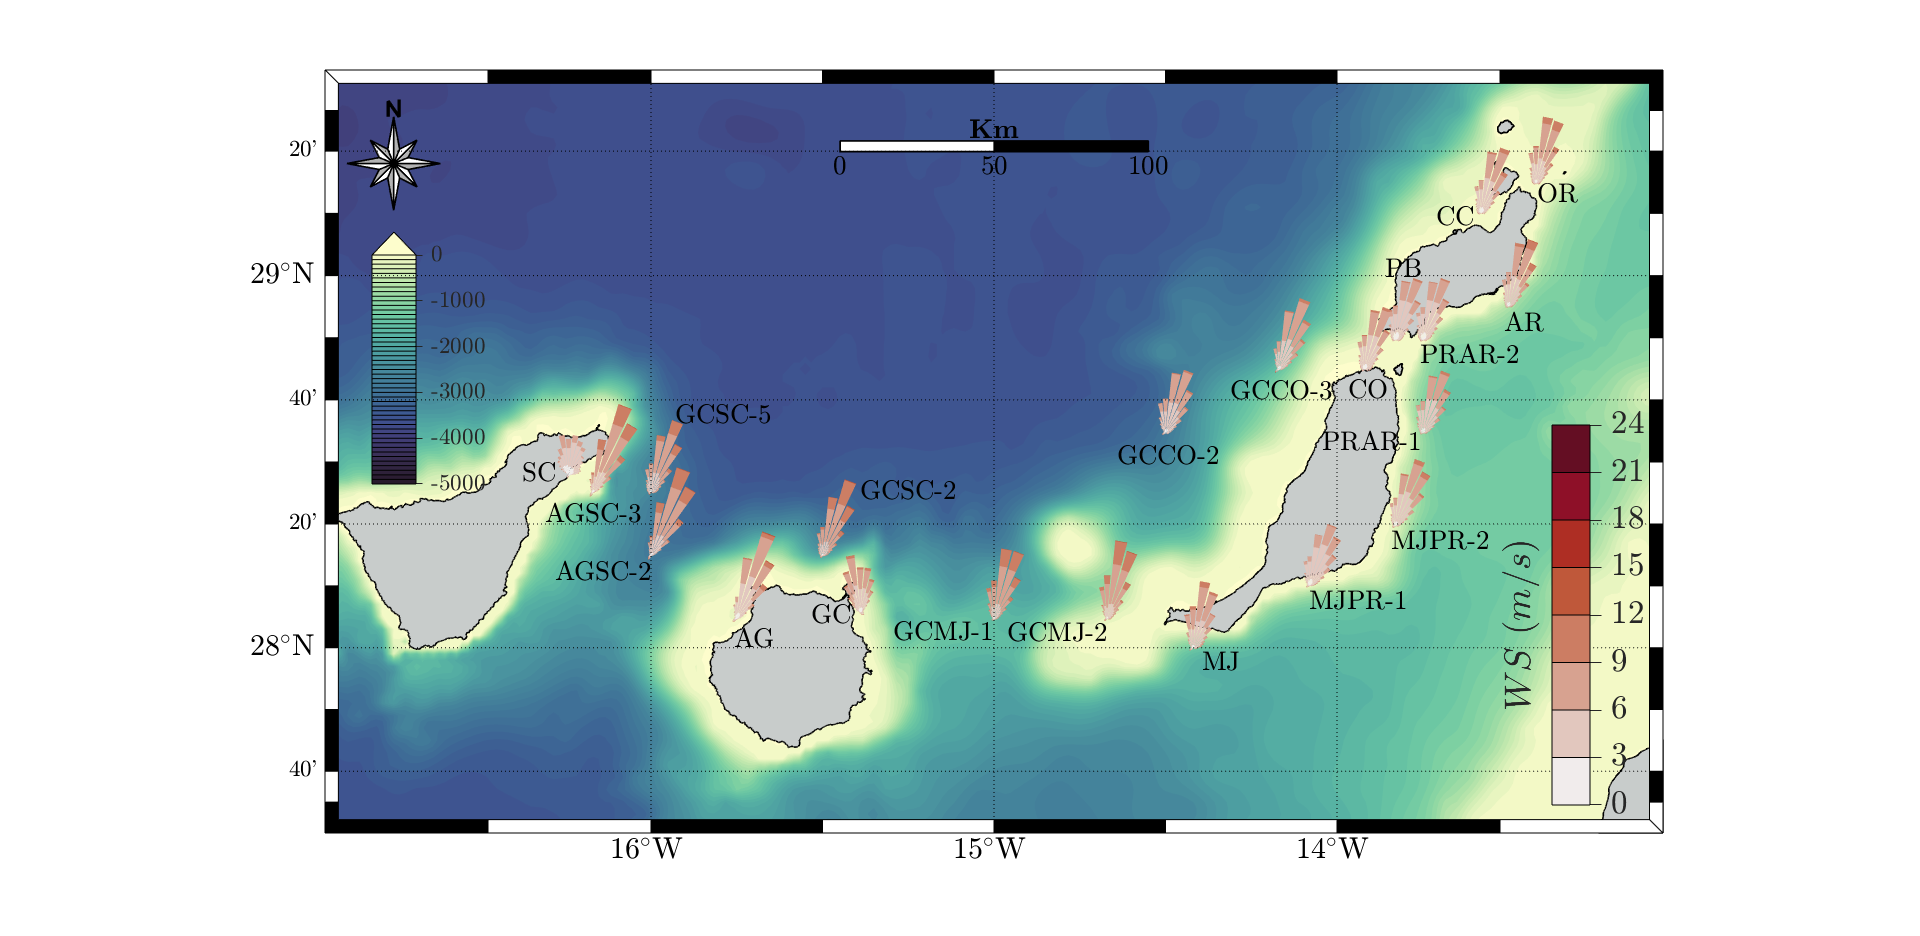 N
Km
0 50 100
20'
29°N
40'
20'
28°N
40'
0
-1000
-2000
-3000
-4000
-5000
OR
CC
PB
AR
PRAR-2
GCCO-3
CO
GCSC-5
PRAR-1
GCCO-2
SC
GCSC-2
AGSC-3
MJPR-2
AGSC-2
MJPR-1
GC
GCMJ-1
GCMJ-2
AG
MJ
WS (m/s)
24
21
18
15
12
9
6
3
0
16°W
15°W
14°W